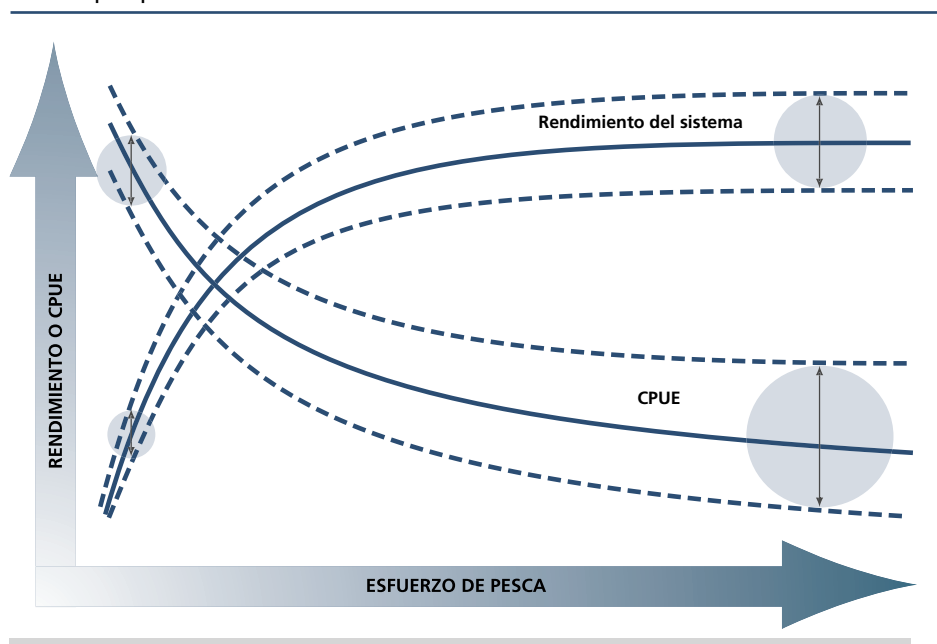 Rendimiento del sistema
RENDIMIENTO O CPUE
CPUE
ESFUERZO DE PESCA